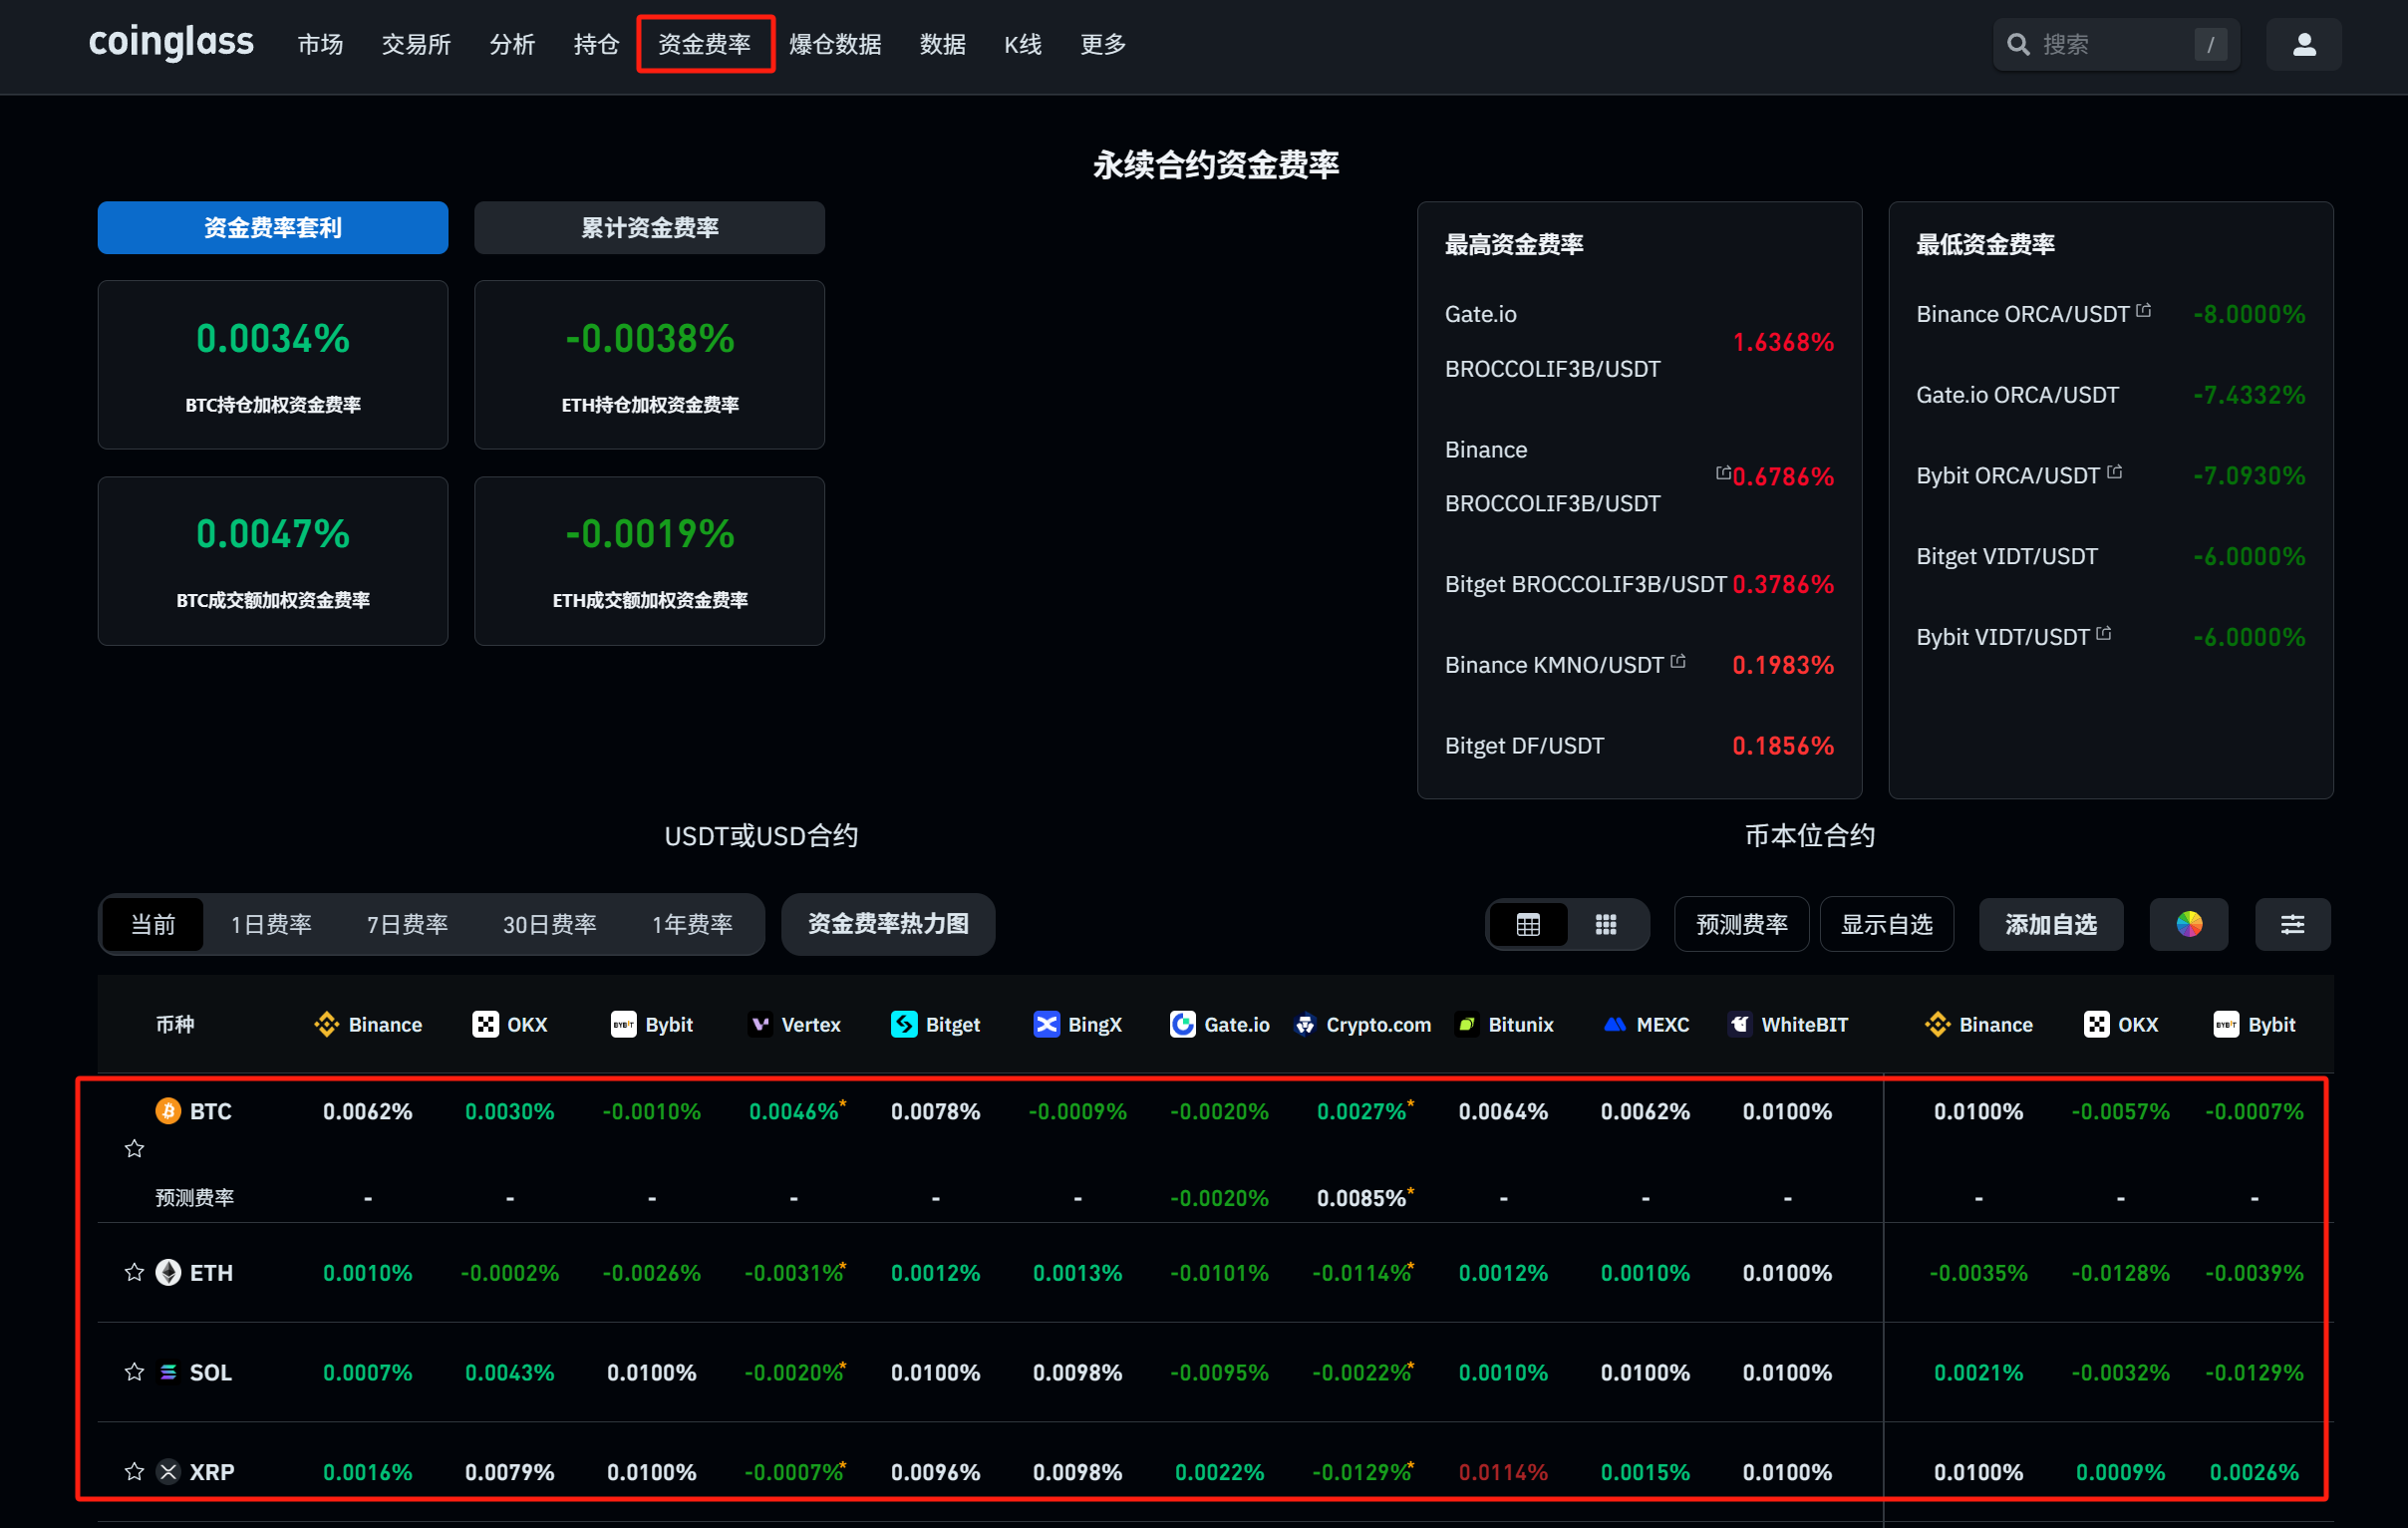 coinglass 市场 交易所 分析 持仓 资金费率 爆仓数据 数据 K线 更多 搜索 /
永续合约资金费率
资金费率套利 累计资金费率
0.0034% -0.0038%
BTC持仓加权资金费率 ETH持仓加权资金费率
0.0047% -0.0019%
BTC成交额加权资金费率 ETH成交额加权资金费率
最高资金费率
Gate.io
BROCCOLIF3B/USDT 1.6368%
Binance
BROCCOLIF3B/USDT 0.6786%
Bitget BROCCOLIF3B/USDT 0.3786%
Binance KMNO/USDT 0.1983%
Bitget DF/USDT 0.1856%
最低资金费率
Binance ORCA/USDT -8.0000%
Gate.io ORCA/USDT -7.4332%
Bybit ORCA/USDT -7.0930%
Bitget VIDT/USDT -6.0000%
Bybit VIDT/USDT -6.0000%
USDT或USD合约 币本位合约
当前 1日费率 7日费率 30日费率 1年费率 资金费率热力图 预测费率 显示自选 添加自选
币种 Binance OKX Bybit Vertex Bitget BingX Gate.io Crypto.com Bitunix MEXC WhiteBIT Binance OKX Bybit
BTC 0.0062% 0.0030% -0.0010% 0.0046%* 0.0078% -0.0009% -0.0020% 0.0027%* 0.0064% 0.0062% 0.0100% 0.0100% -0.0057% -0.0007%
预测费率 - - - - - - -0.0020% 0.0085%* - - - - - -
ETH 0.0010% -0.0002% -0.0026% -0.0031%* 0.0012% 0.0013% -0.0101% -0.0114%* 0.0012% 0.0010% 0.0100% -0.0035% -0.0128% -0.0039%
SOL 0.0007% 0.0043% 0.0100% -0.0020%* 0.0100% 0.0098% -0.0095% -0.0022%* 0.0010% 0.0100% 0.0100% 0.0021% -0.0032% -0.0129%
XRP 0.0016% 0.0079% 0.0100% -0.0007%* 0.0096% 0.0098% 0.0022% -0.0129%* 0.0114% 0.0015% 0.0100% 0.0100% 0.0009% 0.0026%